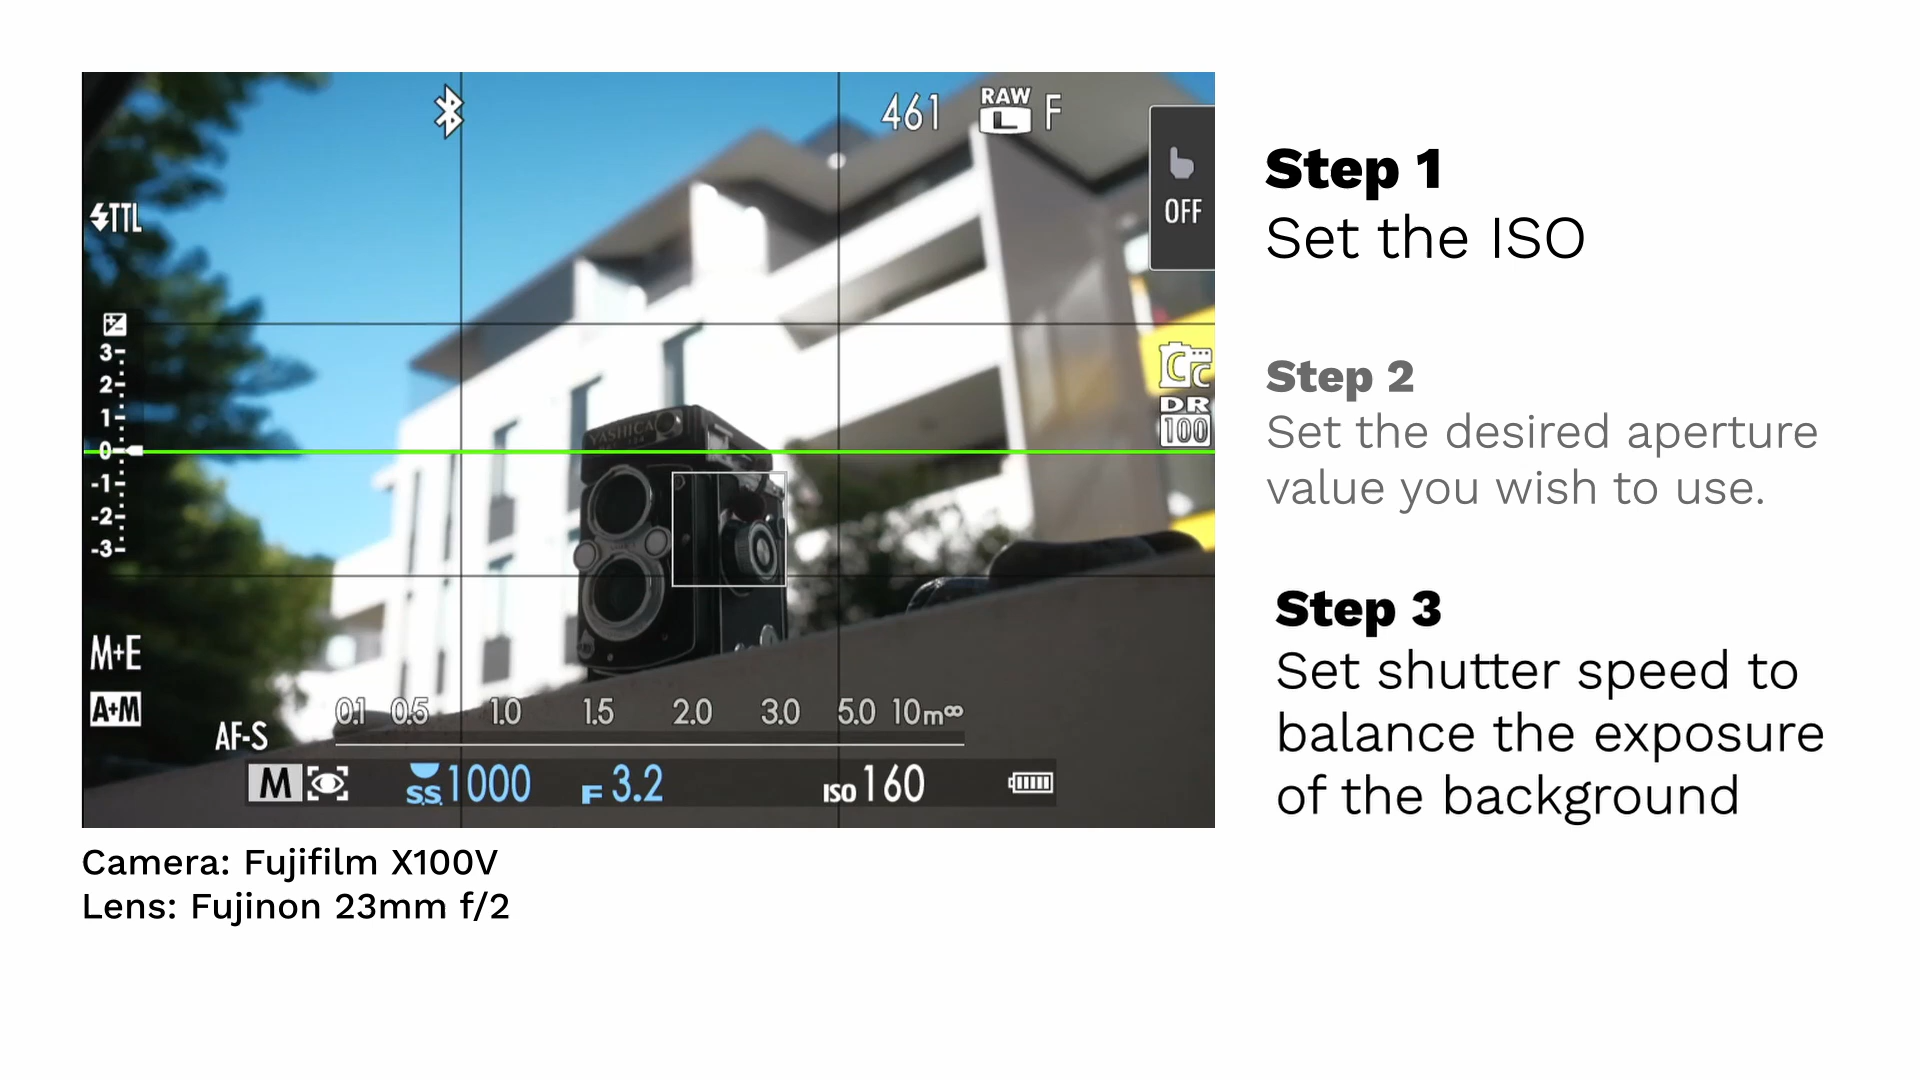 461 RAW L F
OFF
TTL
3
2
1
0
-1
-2
-3
CC
DR
100
YASHICA
M+E
A+M
0.1 0.5 1.0 1.5 2.0 3.0 5.0 10m∞
AF-S
M S.S. 1000 F 3.2 ISO 160
Camera: Fujifilm X100V
Lens: Fujinon 23mm f/2
Step 1
Set the ISO
Step 2
Set the desired aperture
value you wish to use.
Step 3
Set shutter speed to
balance the exposure
of the background